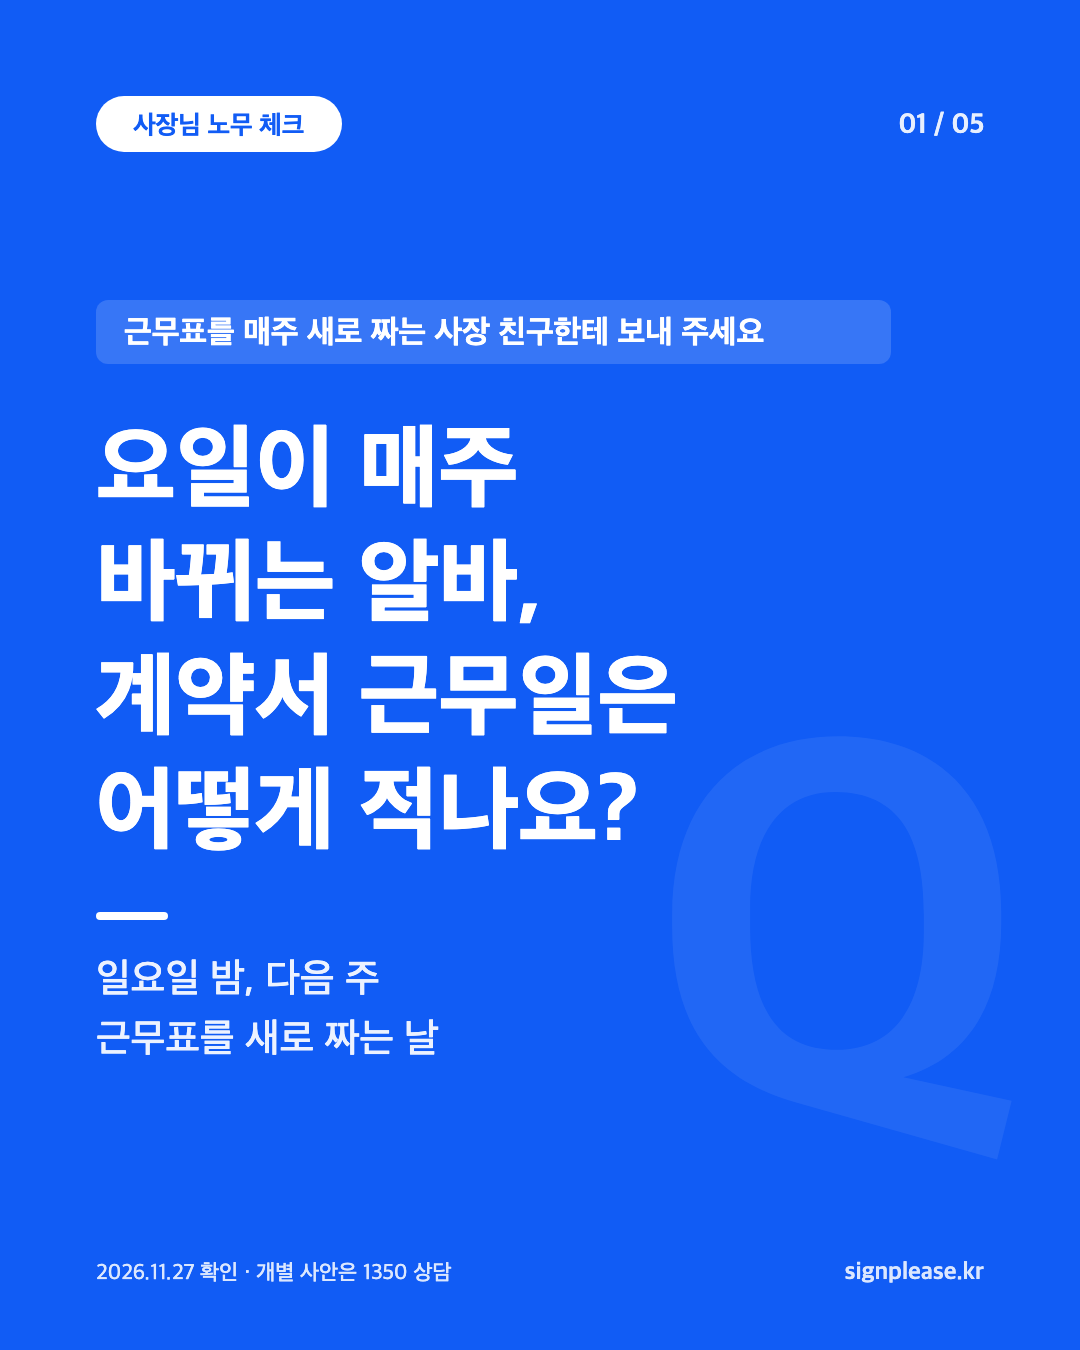 사장님 노무 체크
01 / 05
근무표를 매주 새로 짜는 사장 친구한테 보내 주세요
요일이 매주
바뀌는 알바,
계약서 근무일은
어떻게 적나요?
일요일 밤, 다음 주
근무표를 새로 짜는 날
Q
2026.11.27 확인 · 개별 사안은 1350 상담
signplease.kr